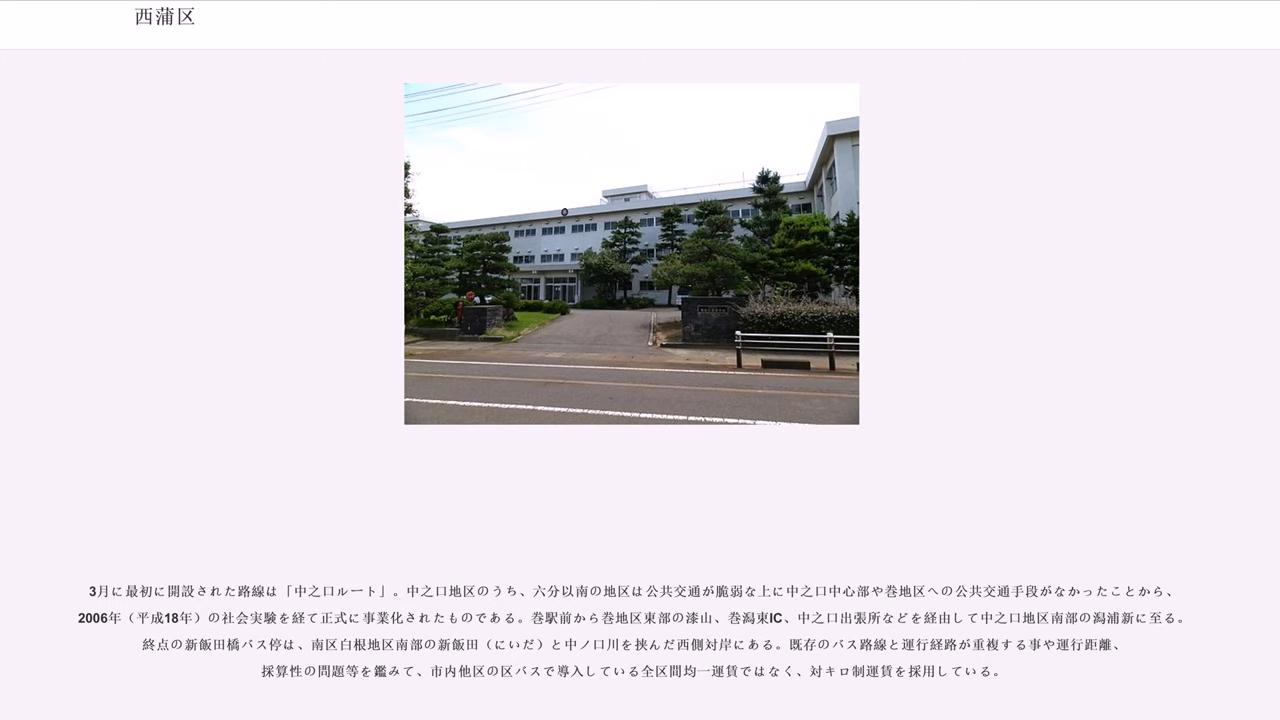 西蒲区
3月に最初に開設された路線は「中之口ルート」。中之口地区のうち、六分以南の地区は公共交通が脆弱な上に中之口中心部や巻地区への公共交通手段がなかったことから、
2006年（平成18年）の社会実験を経て正式に事業化されたものである。巻駅前から巻地区東部の漆山、巻潟東IC、中之口出張所などを経由して中之口地区南部の潟浦新に至る。
終点の新飯田橋バス停は、南区白根地区南部の新飯田（にいだ）と中ノ口川を挟んだ西側対岸にある。既存のバス路線と運行経路が重複する事や運行距離、
採算性の問題等を鑑みて、市内他区の区バスで導入している全区間均一運賃ではなく、対キロ制運賃を採用している。